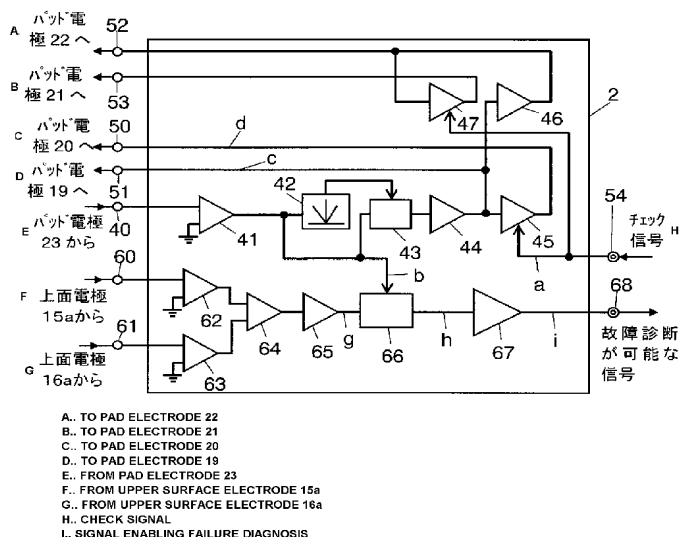 A パッド電極 22 へ
52
B パッド電極 21 へ
53
C パッド電極 20 へ
50
D パッド電極 19 へ
51
E パッド電極 23 から
40
F 上面電極 15a から
60
G 上面電極 16a から
61
2
47
46
d
c
42
41
43
44
45
54
チェック信号 H
a
b
62
63
64
65
g
66
h
67
i
68
故障診断
が可能な
信号
A.. TO PAD ELECTRODE 22
B.. TO PAD ELECTRODE 21
C.. TO PAD ELECTRODE 20
D.. TO PAD ELECTRODE 19
E.. FROM PAD ELECTRODE 23
F.. FROM UPPER SURFACE ELECTRODE 15a
G.. FROM UPPER SURFACE ELECTRODE 16a
H.. CHECK SIGNAL
I.. SIGNAL ENABLING FAILURE DIAGNOSIS